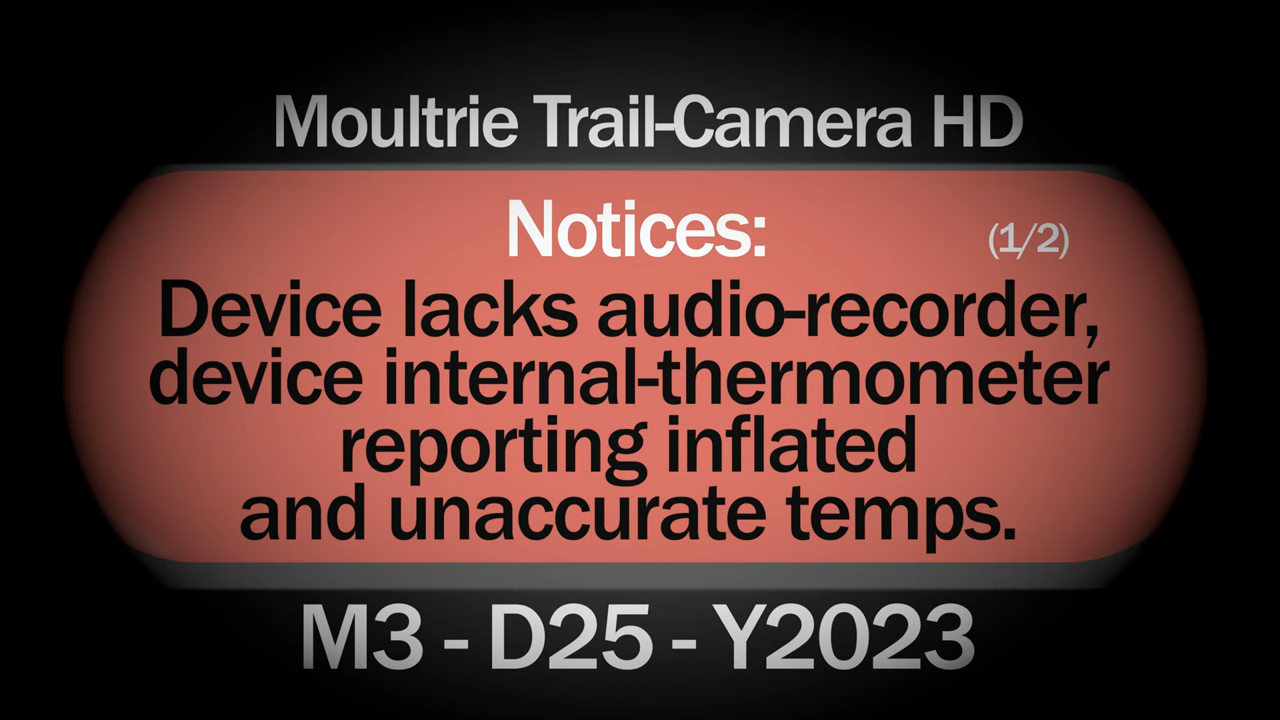 Moultrie Trail-Camera HD
Notices:
(1/2)
Device lacks audio-recorder,
device internal-thermometer
reporting inflated
and unaccurate temps.
M3 - D25 - Y2023